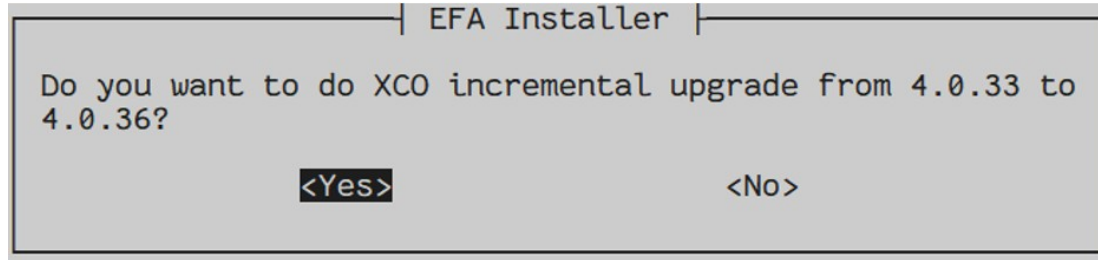 EFA Installer
Do you want to do XCO incremental upgrade from 4.0.33 to
4.0.36?
<Yes> <No>